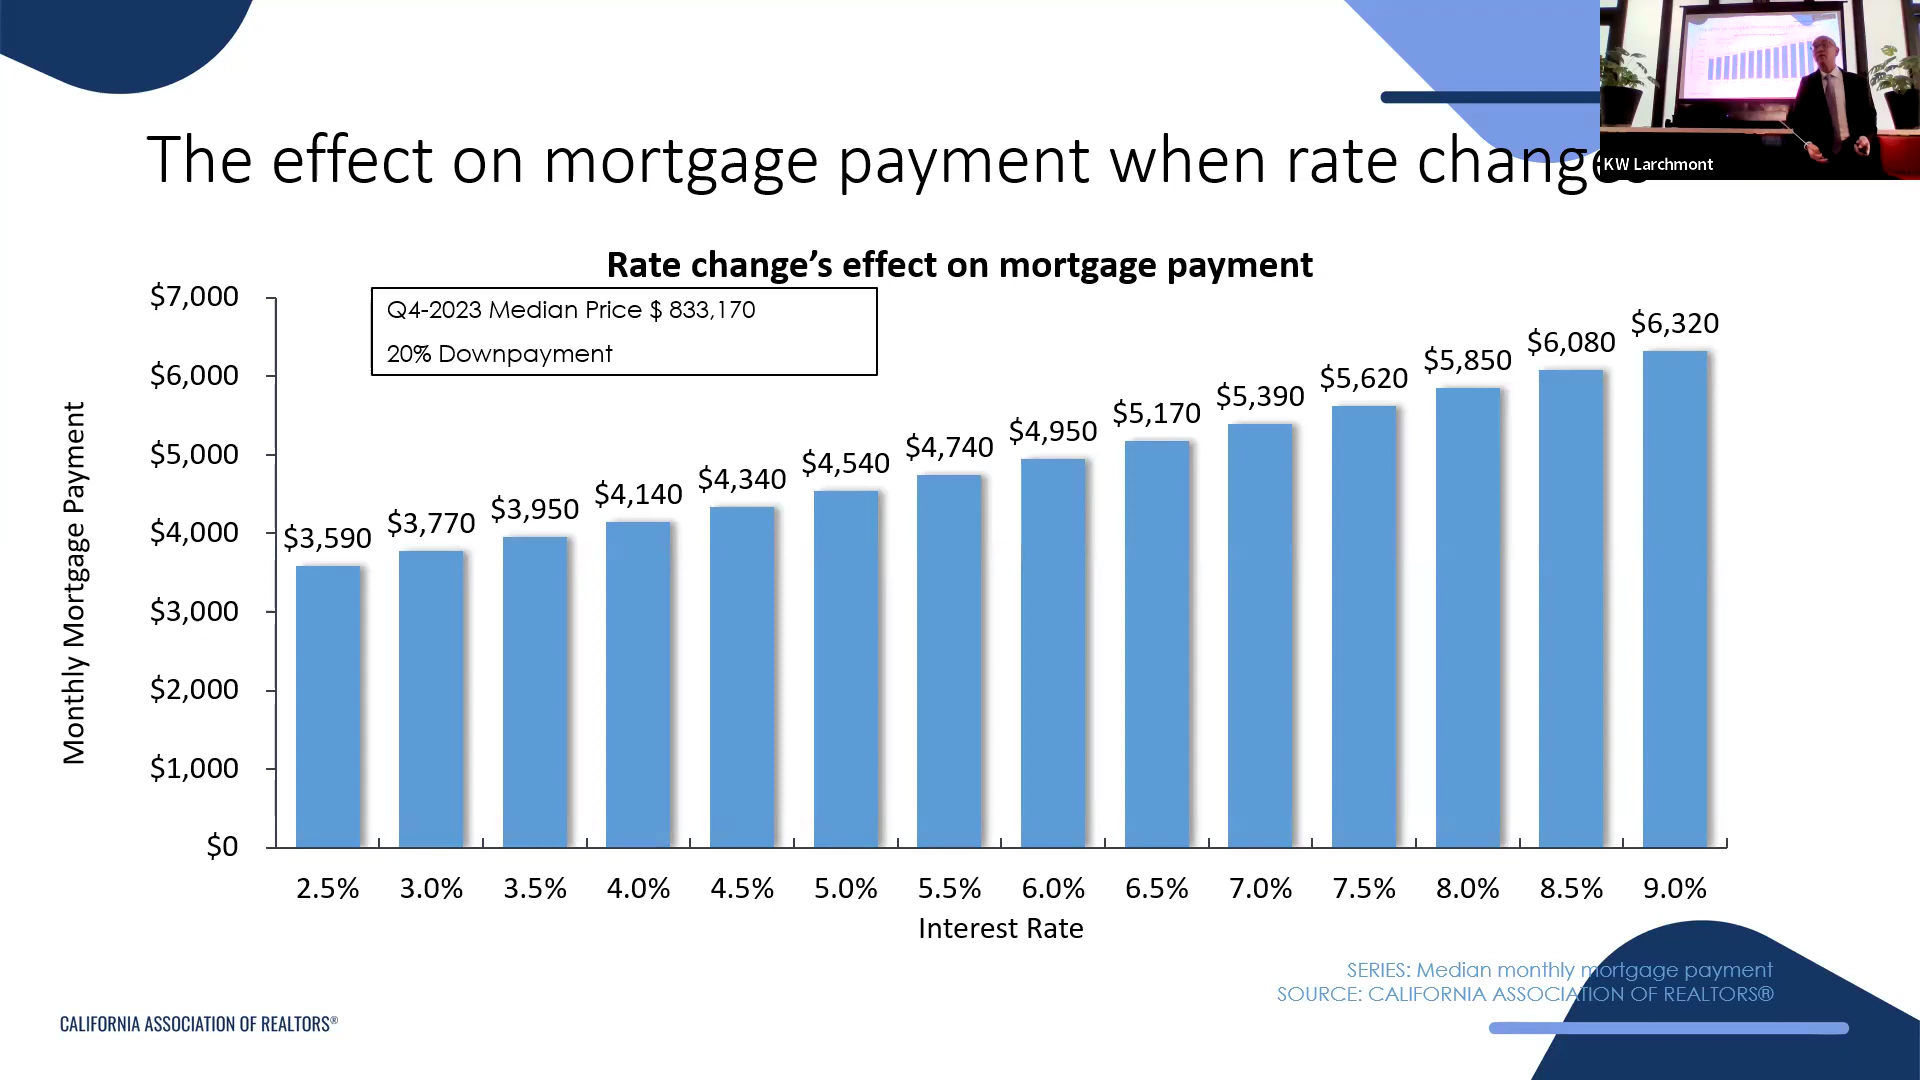 The effect on mortgage payment when rate changes
KW Larchmont
Rate change’s effect on mortgage payment
Q4-2023 Median Price $ 833,170
20% Downpayment
Monthly Mortgage Payment
$7,000
$6,000
$5,000
$4,000
$3,000
$2,000
$1,000
$0
$3,590 $3,770 $3,950 $4,140 $4,340 $4,540 $4,740 $4,950 $5,170 $5,390 $5,620 $5,850 $6,080 $6,320
2.5% 3.0% 3.5% 4.0% 4.5% 5.0% 5.5% 6.0% 6.5% 7.0% 7.5% 8.0% 8.5% 9.0%
Interest Rate
SERIES: Median monthly mortgage payment
SOURCE: CALIFORNIA ASSOCIATION OF REALTORS®
CALIFORNIA ASSOCIATION OF REALTORS®